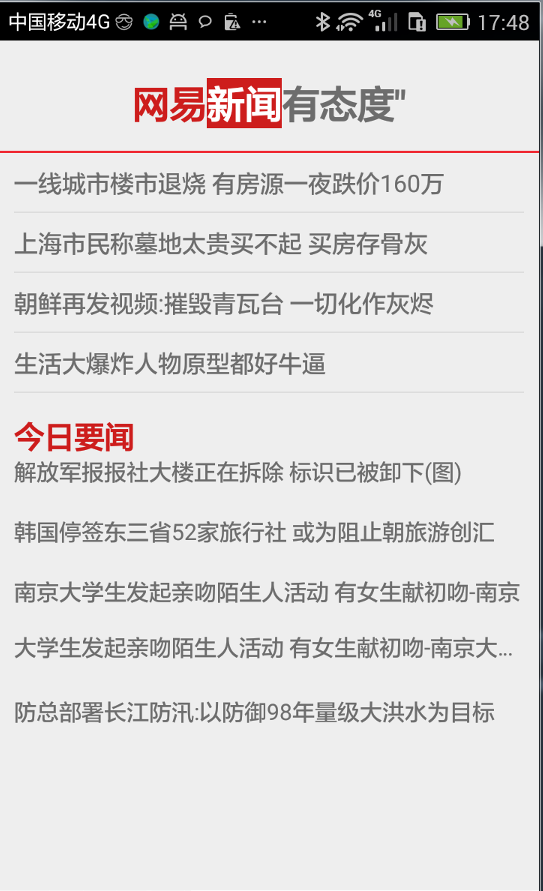 中国移动4G 4G 17:48
网易新闻有态度"
一线城市楼市退烧 有房源一夜跌价160万
上海市民称墓地太贵买不起 买房存骨灰
朝鲜再发视频:摧毁青瓦台 一切化作灰烬
生活大爆炸人物原型都好牛逼
今日要闻
解放军报报社大楼正在拆除 标识已被卸下(图)
韩国停签东三省52家旅行社 或为阻止朝旅游创汇
南京大学生发起亲吻陌生人活动 有女生献初吻-南京
大学生发起亲吻陌生人活动 有女生献初吻-南京大...
防总部署长江防汛:以防御98年量级大洪水为目标